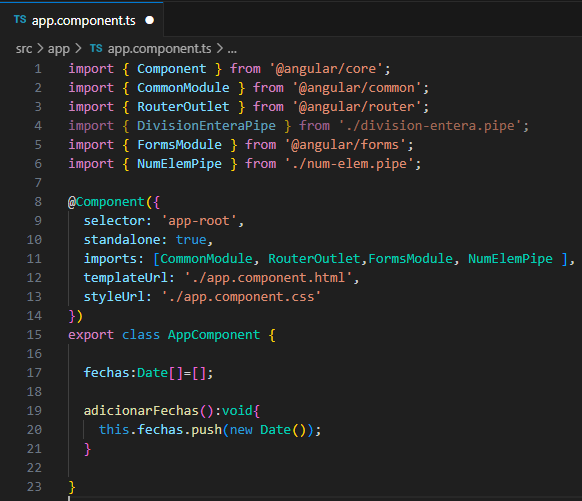 TS app.component.ts ●
src > app > TS app.component.ts > ...
1 import { Component } from '@angular/core';
2 import { CommonModule } from '@angular/common';
3 import { RouterOutlet } from '@angular/router';
4 import { DivisionEnteraPipe } from './division-entera.pipe';
5 import { FormsModule } from '@angular/forms';
6 import { NumElemPipe } from './num-elem.pipe';
7
8 @Component({
9   selector: 'app-root',
10   standalone: true,
11   imports: [CommonModule, RouterOutlet,FormsModule, NumElemPipe ],
12   templateUrl: './app.component.html',
13   styleUrl: './app.component.css'
14 })
15 export class AppComponent {
16
17   fechas:Date[]=[];
18
19   adicionarFechas():void{
20     this.fechas.push(new Date());
21   }
22
23 }